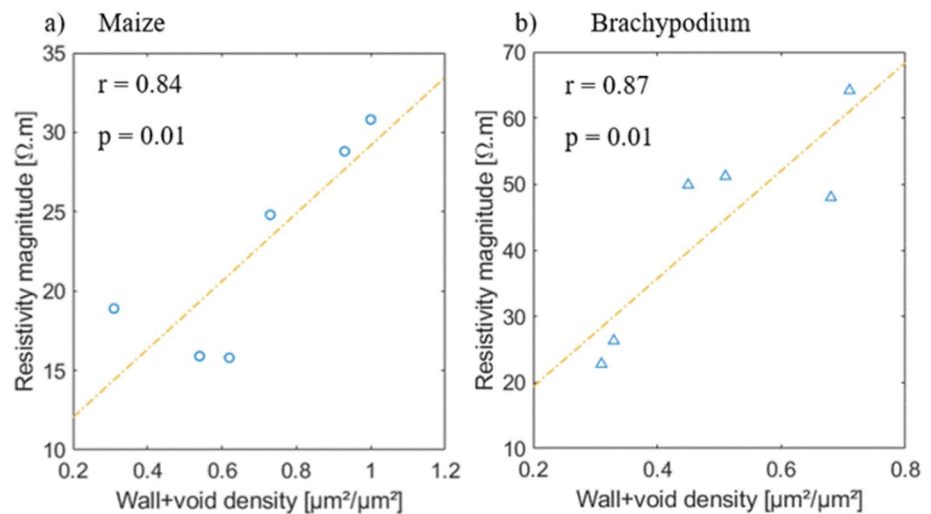 a) Maize
r = 0.84
p = 0.01
Resistivity magnitude [Ω.m]
35
30
25
20
15
10
0.2 0.4 0.6 0.8 1 1.2
Wall+void density [µm²/µm²]
b) Brachypodium
r = 0.87
p = 0.01
Resistivity magnitude [Ω.m]
70
60
50
40
30
20
10
0.2 0.4 0.6 0.8
Wall+void density [µm²/µm²]